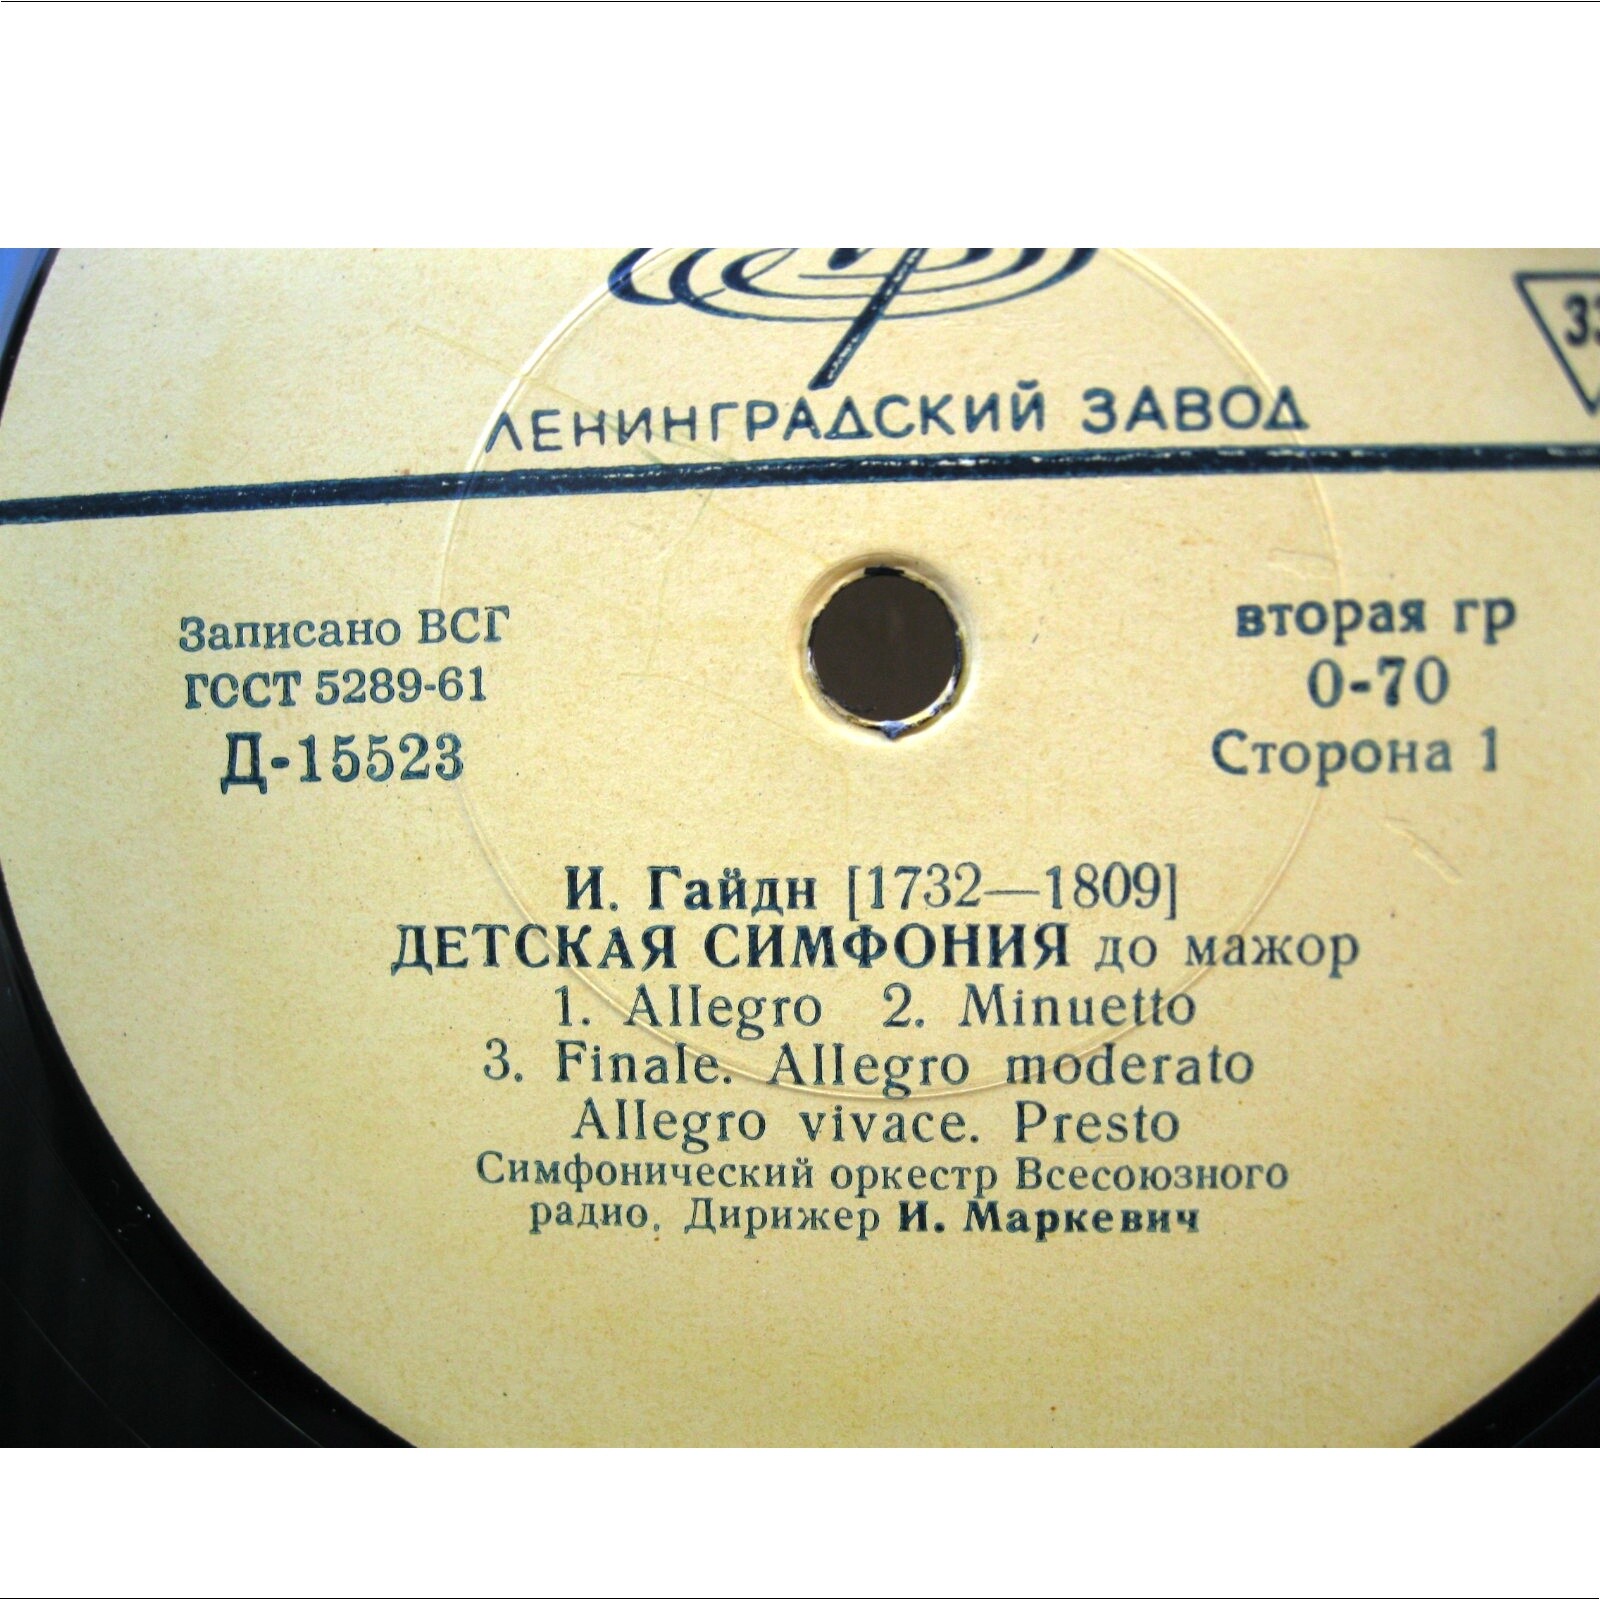 ЛЕНИНГРАДСКИЙ ЗАВОД
33
Записано ВСГ
ГОСТ 5289-61
Д-15523
вторая гр
0-70
Сторона 1
И. Гайдн [1732—1809]
ДЕТСКАЯ СИМФОНИЯ до мажор
1. Allegro 2. Minuetto
3. Finale. Allegro moderato
Allegro vivace. Presto
Симфонический оркестр Всесоюзного
радио. Дирижер И. Маркевич